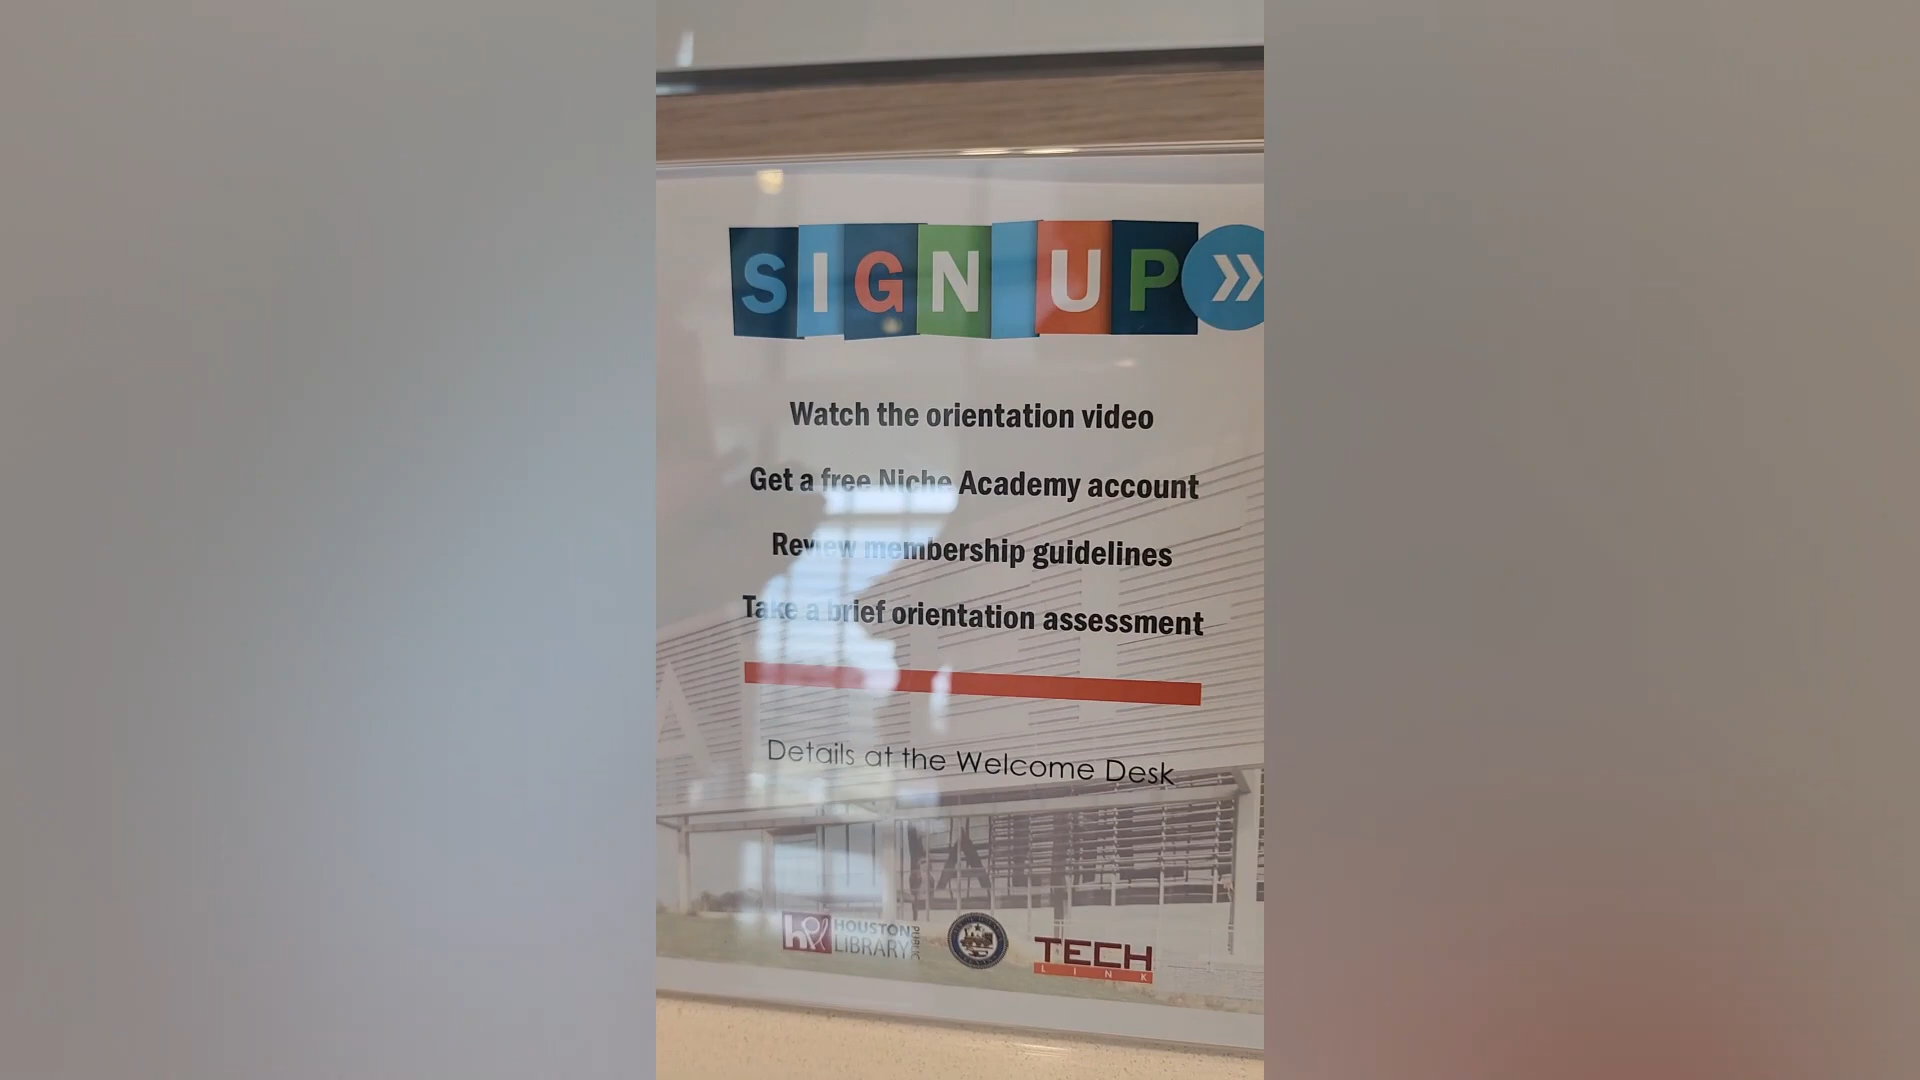 SIGN UP »
Watch the orientation video
Get a free Niche Academy account
Review membership guidelines
Take a brief orientation assessment
Details at the Welcome Desk
hpl HOUSTON PUBLIC LIBRARY
TECH
LINK